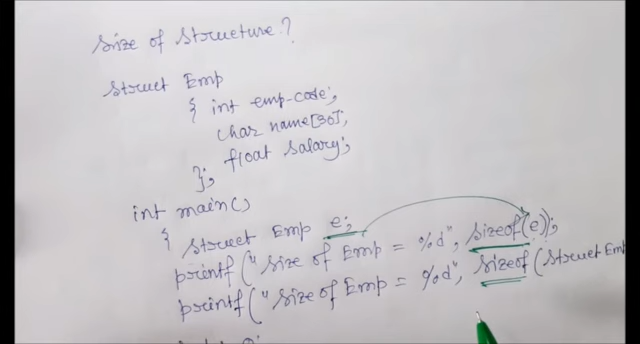 Size of Structure?
Struct Emp
{ int emp-code;
char name[30];
float salary;
};
int main()
{ Struct Emp e;
printf("Size of Emp = %d", sizeof(e));
printf("Size of Emp = %d", sizeof(Struct Emp